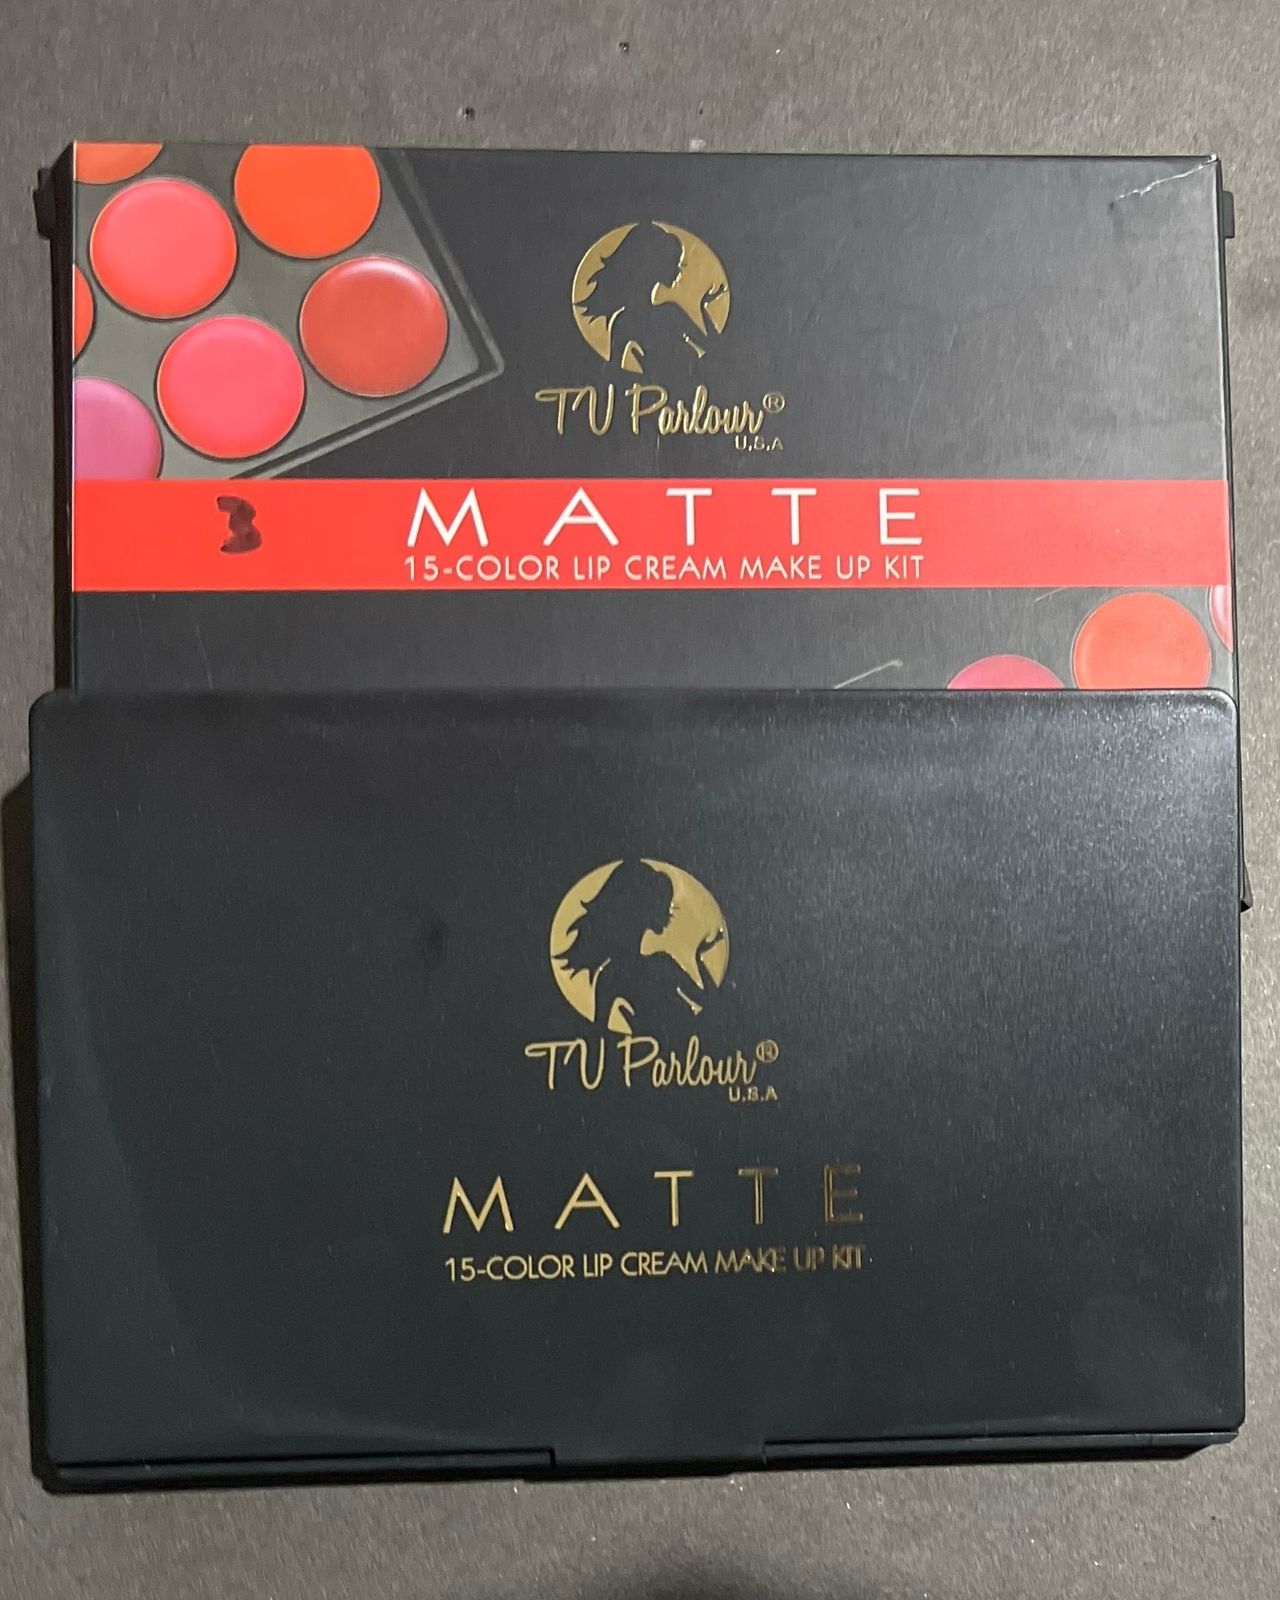 TV Parlour®
U.S.A
3
MATTE
15-COLOR LIP CREAM MAKE UP KIT
TV Parlour®
U.S.A
MATTE
15-COLOR LIP CREAM MAKE UP KIT